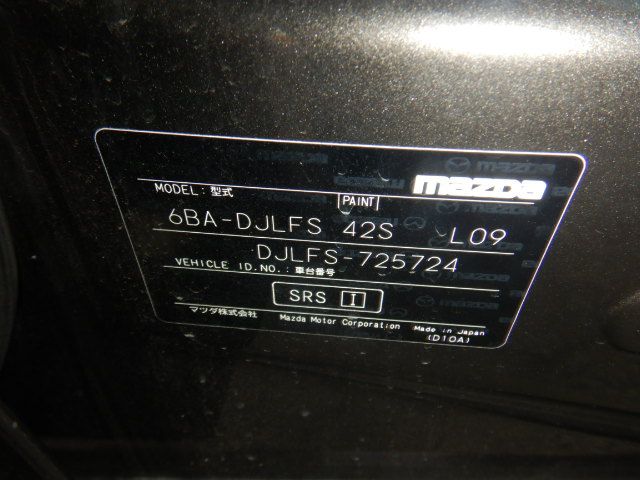 mazda
MODEL: 型式 PAINT
6BA-DJLFS 42S L09
DJLFS-725724
VEHICLE ID.NO.: 車台番号
SRS I
マツダ株式会社 Mazda Motor Corporation Made in Japan
(D10A)